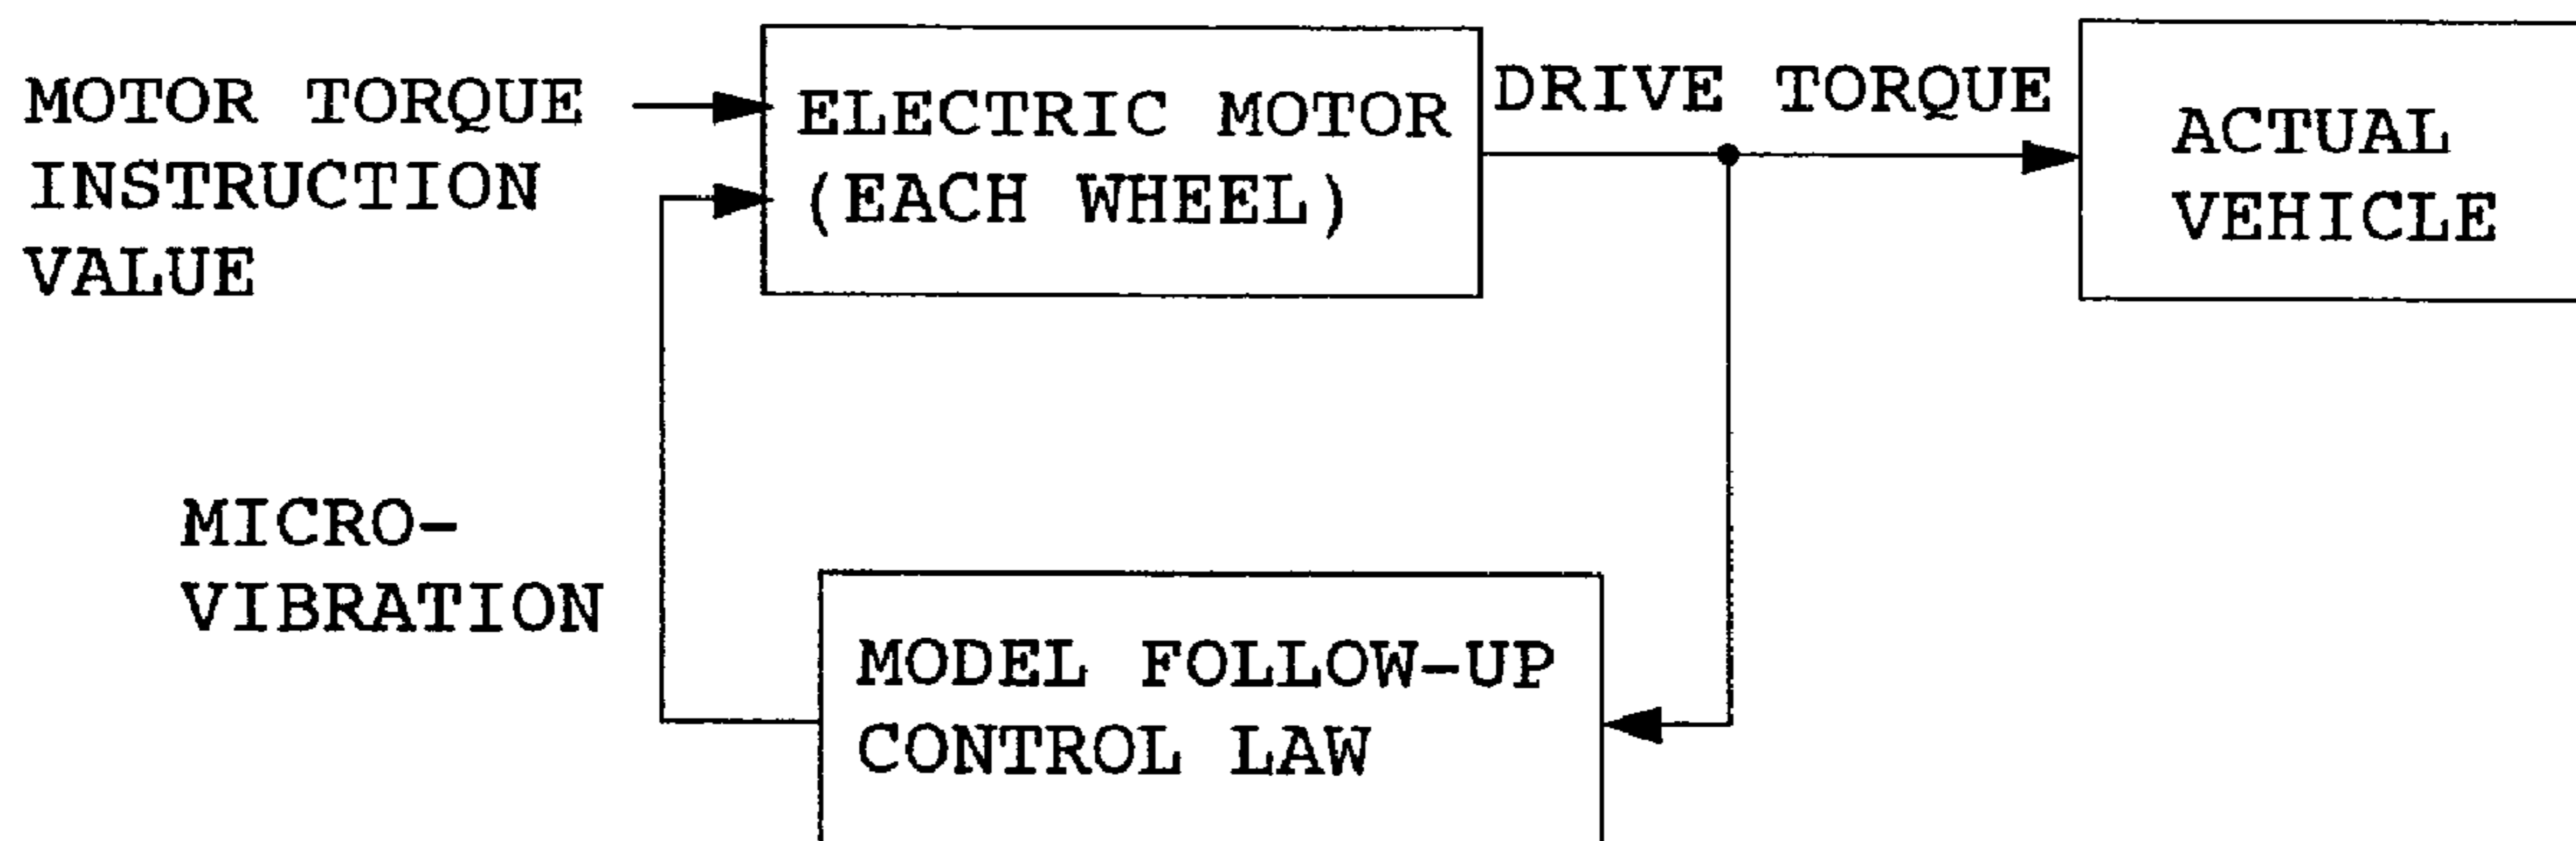 MOTOR TORQUE
INSTRUCTION
VALUE
ELECTRIC MOTOR
(EACH WHEEL)
DRIVE TORQUE
ACTUAL
VEHICLE
MICRO-
VIBRATION
MODEL FOLLOW-UP
CONTROL LAW